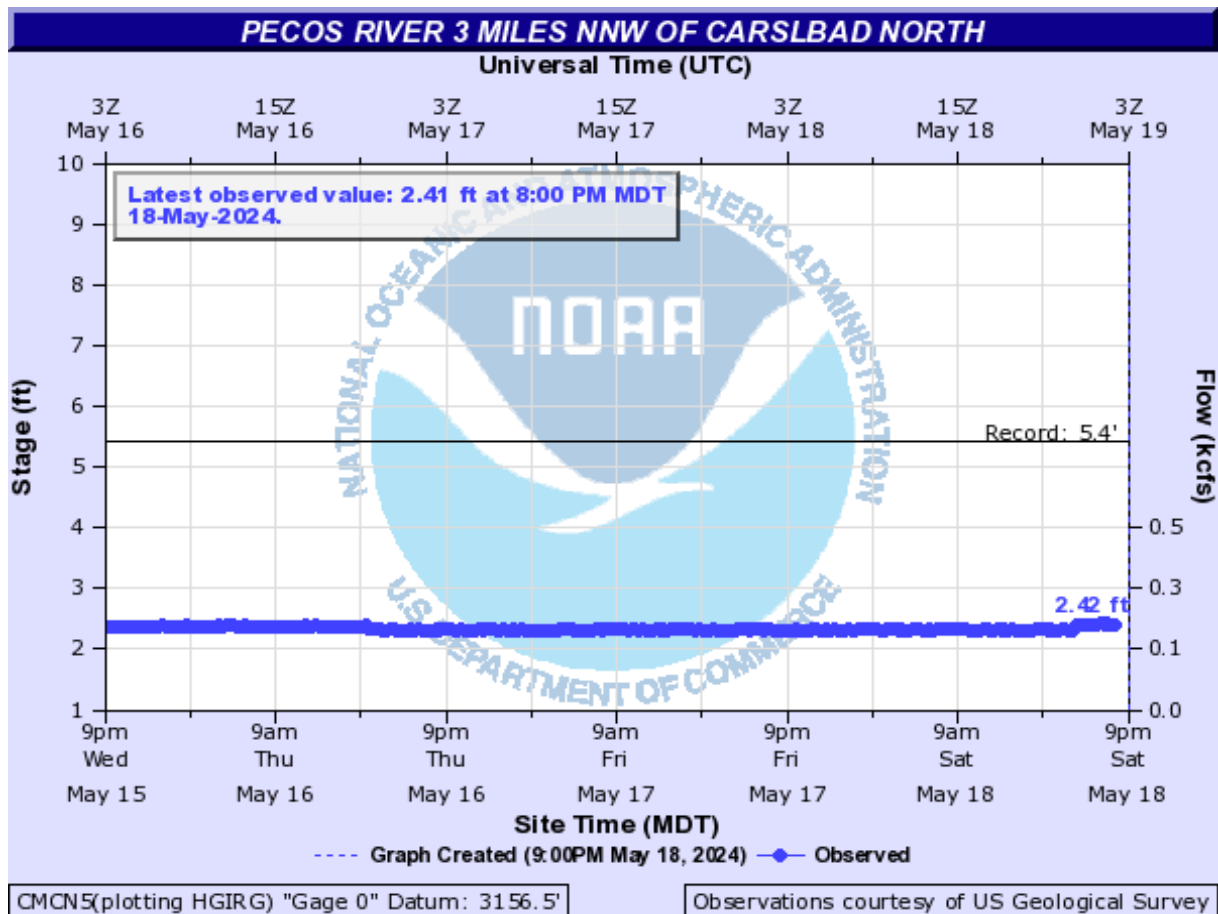 PECOS RIVER 3 MILES NNW OF CARSLBAD NORTH
Universal Time (UTC)
3Z 15Z 3Z 15Z 3Z 15Z 3Z
May 16 May 16 May 17 May 17 May 18 May 18 May 19
Latest observed value: 2.41 ft at 8:00 PM MDT
18-May-2024.
NATIONAL OCEANIC AND ATMOSPHERIC ADMINISTRATION
NOAA
U.S. DEPARTMENT OF COMMERCE
Stage (ft)
10
9
8
7
6
5
4
3
2
1
Record: 5.4'
2.42 ft
Flow (kcfs)
0.5
0.3
0.1
0.0
9pm 9am 9pm 9am 9pm 9am 9pm
Wed Thu Thu Fri Fri Sat Sat
May 15 May 16 May 16 May 17 May 17 May 18 May 18
Site Time (MDT)
Graph Created (9:00PM May 18, 2024) Observed
CMCN5(plotting HGIRG) "Gage 0" Datum: 3156.5'
Observations courtesy of US Geological Survey